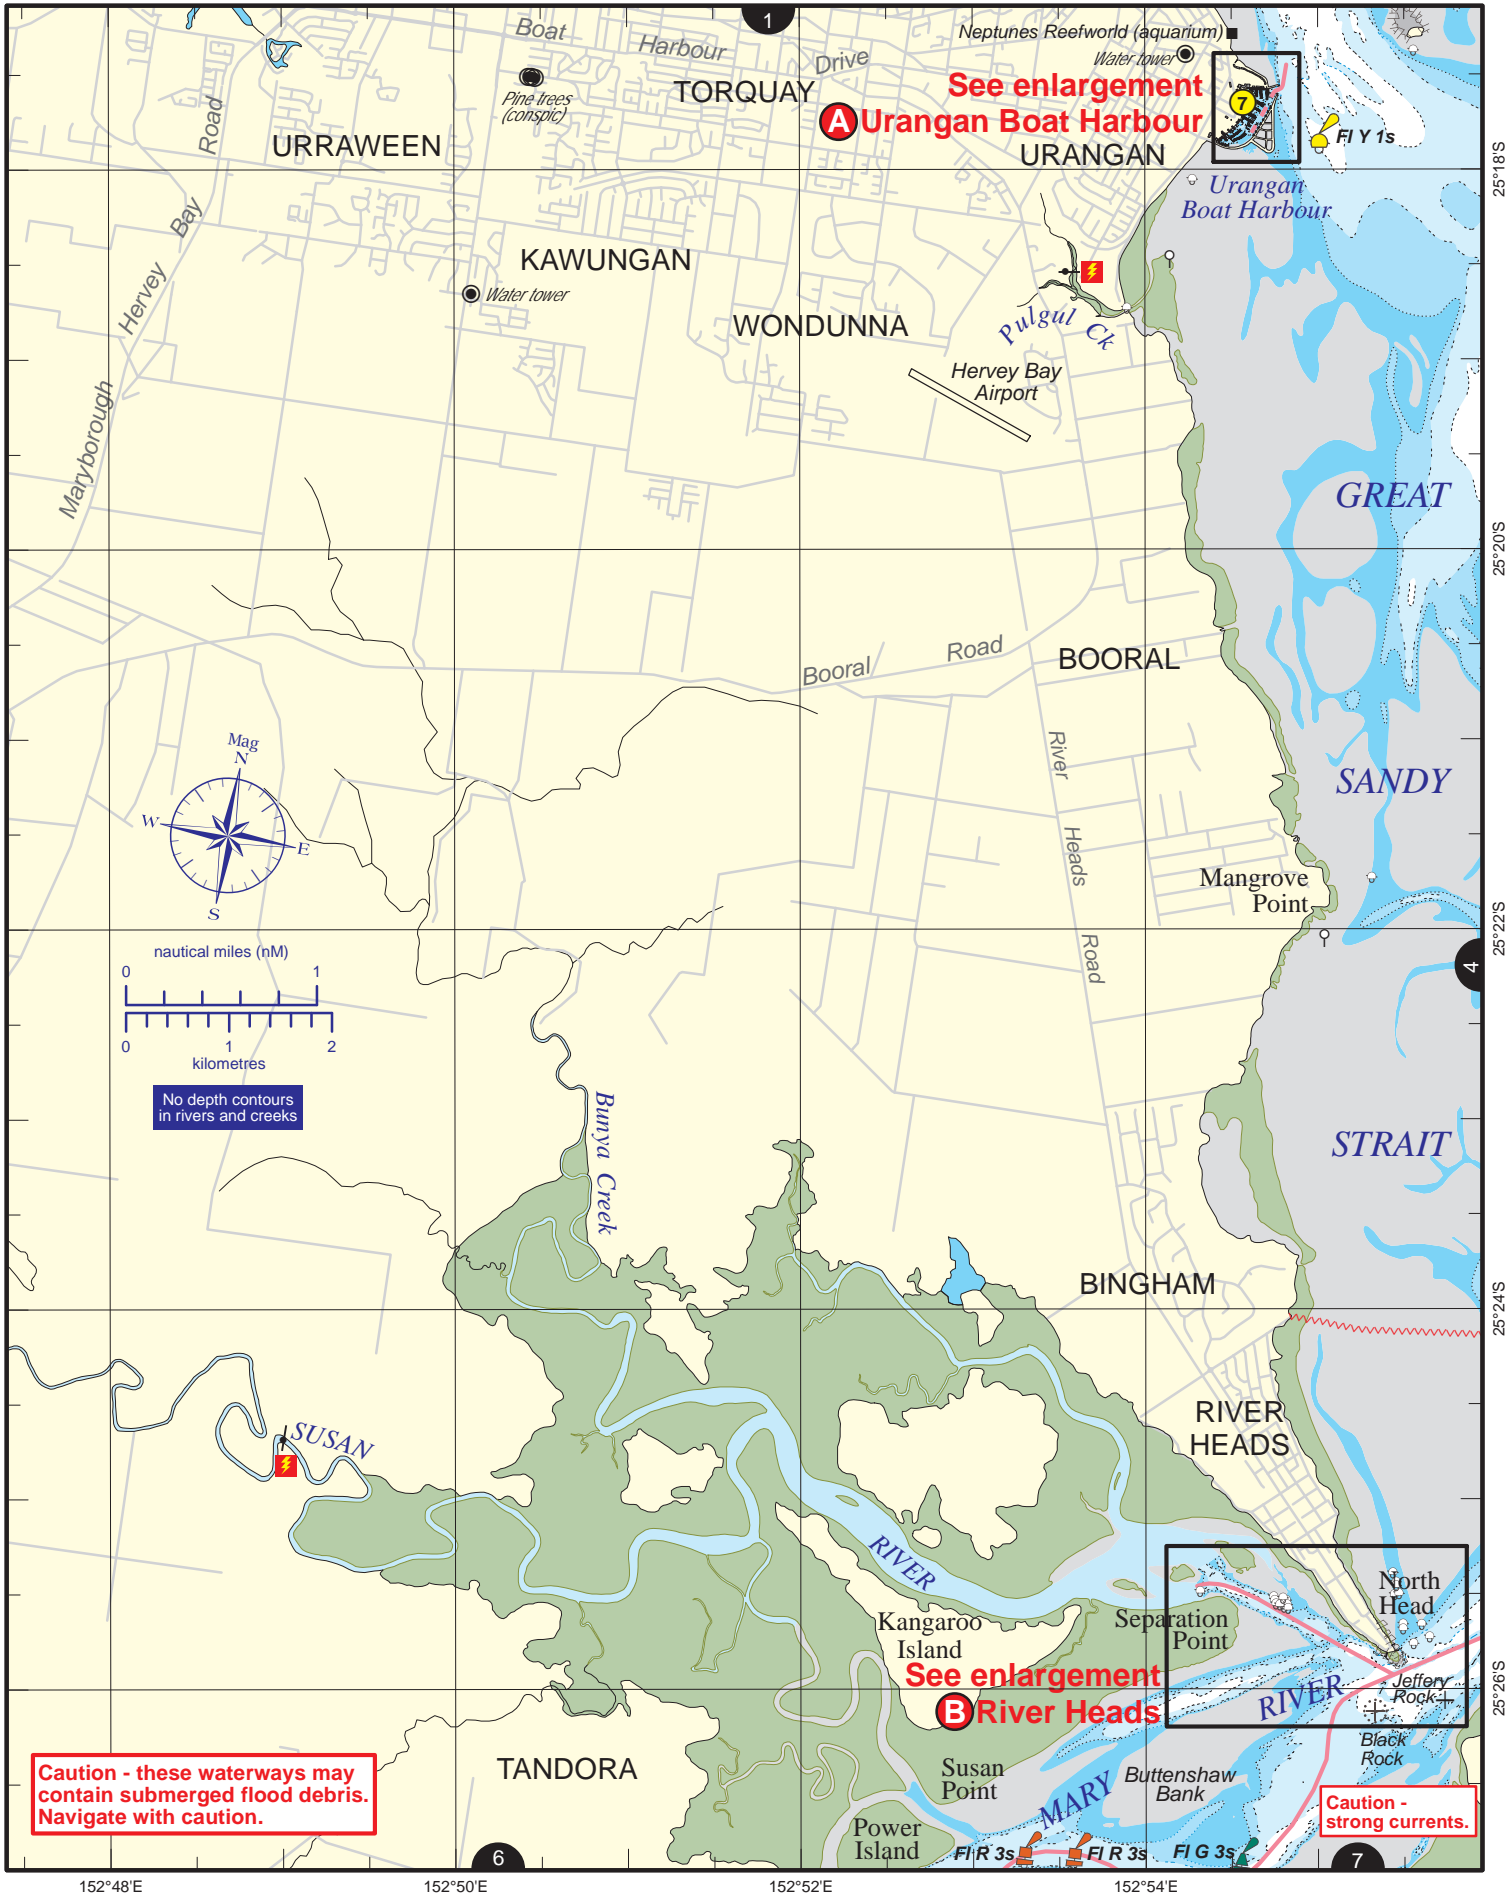 1
Boat
Harbour
Drive
Neptunes Reefworld (aquarium)
Water tower
Pine trees
(conspic)
TORQUAY
See enlargement
A Urangan Boat Harbour
7
Fl Y 1s
URRAWEEN
URANGAN
25°18'S
Urangan
Boat Harbour
Maryborough
Hervey
Bay
Road
KAWUNGAN
Water tower
WONDUNNA
Pulgul Ck
Hervey Bay
Airport
GREAT
25°20'S
Booral
Road
BOORAL
River
Heads
Road
Mag
N
W
E
S
SANDY
Mangrove
Point
25°22'S
4
nautical miles (nM)
0 1
0 1 2
kilometres
No depth contours
in rivers and creeks
Bunya Creek
STRAIT
BINGHAM
25°24'S
SUSAN
RIVER
HEADS
RIVER
Kangaroo
Island
Separation
Point
North
Head
See enlargement
B River Heads
RIVER
Jeffery
Rock
25°26'S
Black
Rock
TANDORA
Susan
Point
MARY
Buttenshaw
Bank
Caution - these waterways may
contain submerged flood debris.
Navigate with caution.
Caution -
strong currents.
Power
Island
Fl R 3s
Fl R 3s
Fl G 3s
6
7
152°48'E
152°50'E
152°52'E
152°54'E